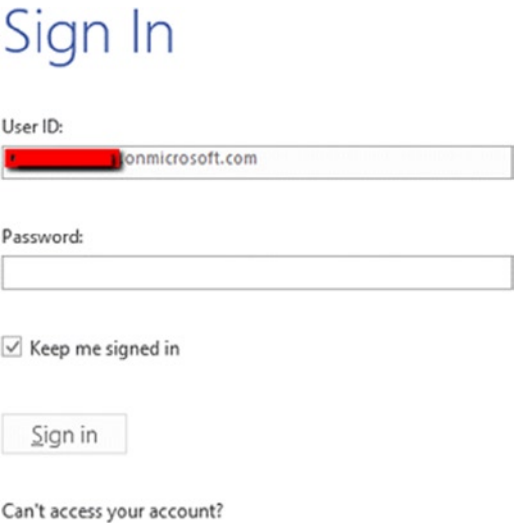 Sign In
User ID:
onmicrosoft.com
Password:
Keep me signed in
Sign in
Can't access your account?